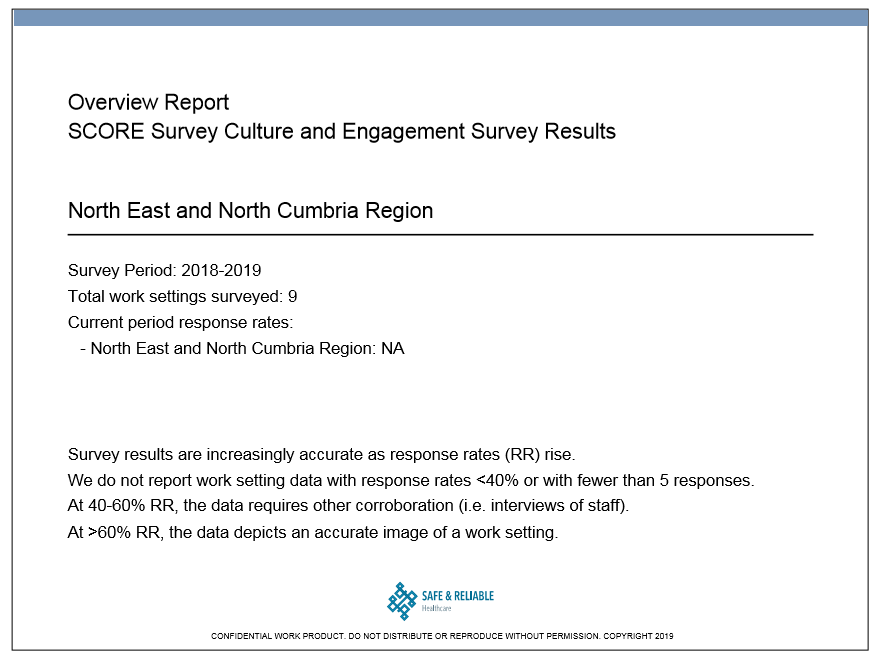 Overview Report
SCORE Survey Culture and Engagement Survey Results
North East and North Cumbria Region
Survey Period: 2018-2019
Total work settings surveyed: 9
Current period response rates:
- North East and North Cumbria Region: NA
Survey results are increasingly accurate as response rates (RR) rise.
We do not report work setting data with response rates <40% or with fewer than 5 responses.
At 40-60% RR, the data requires other corroboration (i.e. interviews of staff).
At >60% RR, the data depicts an accurate image of a work setting.
SAFE & RELIABLE
Healthcare
CONFIDENTIAL WORK PRODUCT. DO NOT DISTRIBUTE OR REPRODUCE WITHOUT PERMISSION. COPYRIGHT 2019